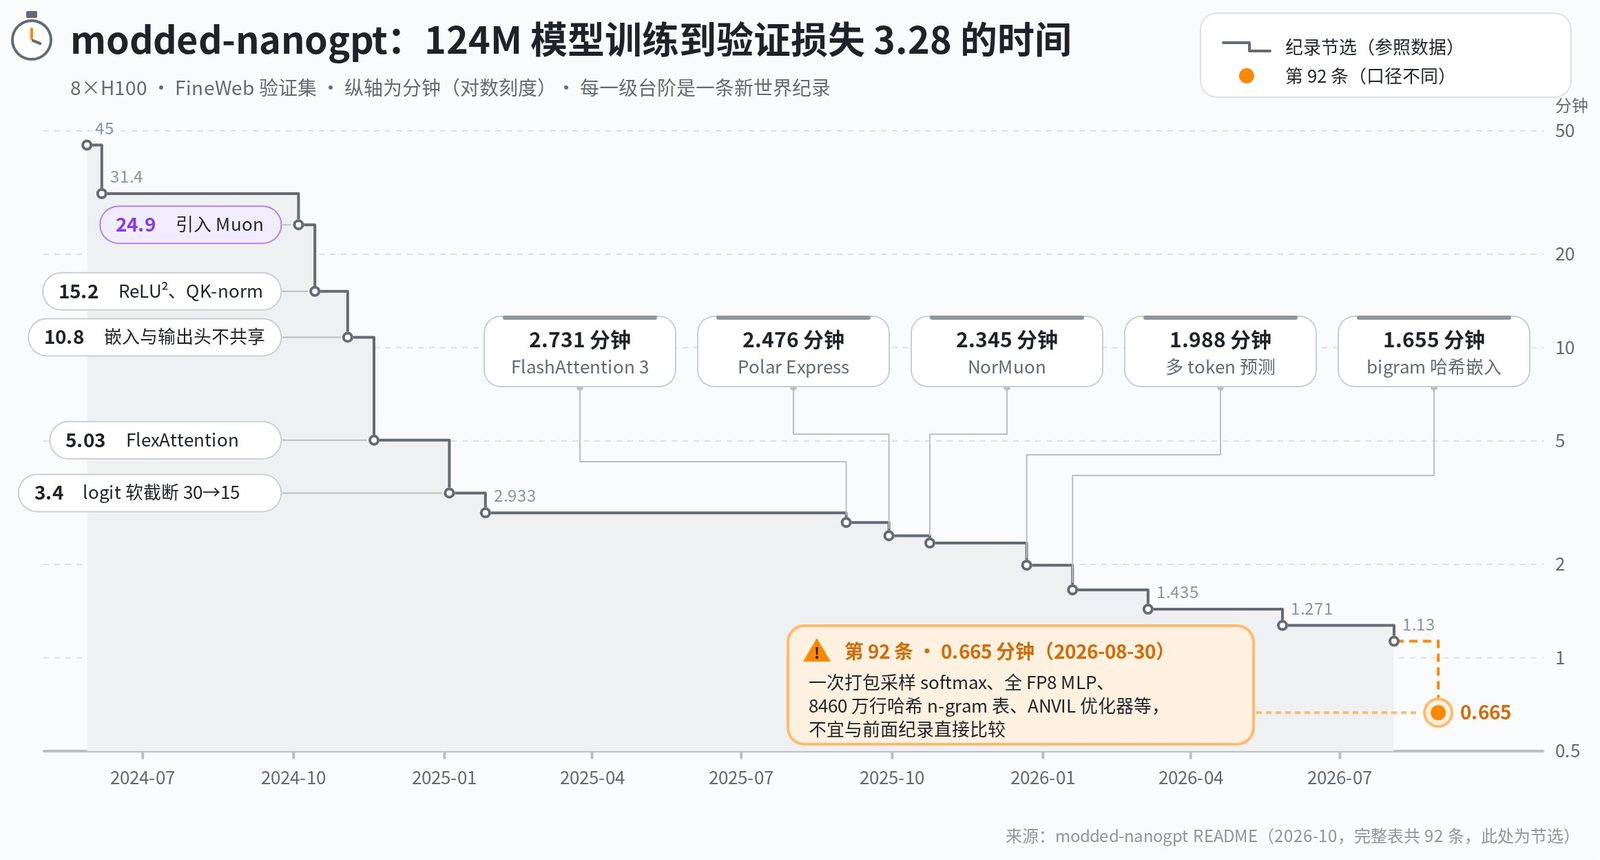 modded-nanogpt：124M 模型训练到验证损失 3.28 的时间
8×H100 · FineWeb 验证集 · 纵轴为分钟（对数刻度） · 每一级台阶是一条新世界纪录
纪录节选（参照数据）
第 92 条（口径不同）
分钟
50
20
10
5
2
1
0.5
45
31.4
24.9 引入 Muon
15.2 ReLU²、QK-norm
10.8 嵌入与输出头不共享
5.03 FlexAttention
3.4 logit 软截断 30→15
2.933
2.731 分钟
FlashAttention 3
2.476 分钟
Polar Express
2.345 分钟
NorMuon
1.988 分钟
多 token 预测
1.655 分钟
bigram 哈希嵌入
1.435
1.271
1.13
第 92 条 · 0.665 分钟（2026-08-30）
一次打包采样 softmax、全 FP8 MLP、
8460 万行哈希 n-gram 表、ANVIL 优化器等，
不宜与前面纪录直接比较
0.665
2024-07
2024-10
2025-01
2025-04
2025-07
2025-10
2026-01
2026-04
2026-07
来源：modded-nanogpt README（2026-10，完整表共 92 条，此处为节选）